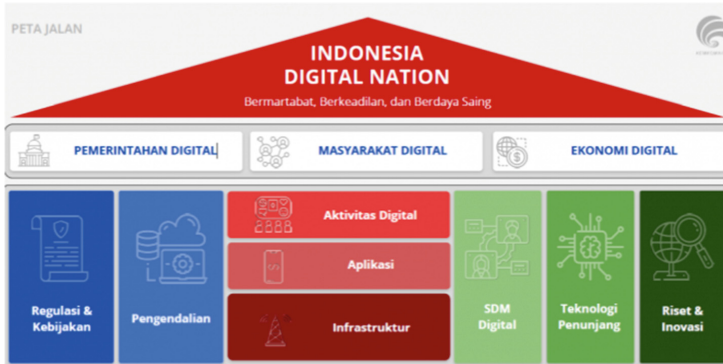 PETA JALAN
INDONESIA
DIGITAL NATION
Bermartabat, Berkeadilan, dan Berdaya Saing
PEMERINTAHAN DIGITAL
MASYARAKAT DIGITAL
EKONOMI DIGITAL
Regulasi &
Kebijakan
Pengendalian
Aktivitas Digital
Aplikasi
Infrastruktur
SDM
Digital
Teknologi
Penunjang
Riset &
Inovasi